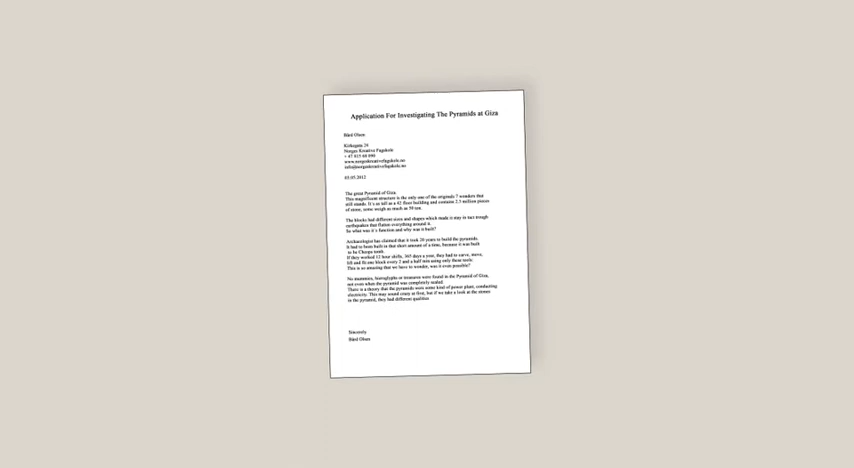 Application For Investigating The Pyramids at Giza
Bård Olsen
Kirkegata 24
Norges Kreative Fagskole
+ 47 815 68 690
www.norgeskreativefagskole.no
info@norgeskreativefagskole.no
03.05.2012
The great Pyramid of Giza.
This magnificent structure is the only one of the originals 7 wonders that
still stands. It's as tall as a 42 floor building and contains 2.3 million pieces
of stone, some weigh as much as 50 ton.
The blocks had different sizes and shapes which made it stay in tact trough
earthquakes that flatten everything around it.
So what was it's function and why was it built?
Archaeologist has claimed that it took 20 years to build the pyramids.
It had to been built in that short amount of a time, because it was built
to be Cheops tomb.
If they worked 12 hour shifts, 365 days a year, they had to carve, move,
lift and fit one block every 2 and a half min using only these tools:
This is so amazing that we have to wonder, was it even possible?
No mummies, hieroglyphs or treasures were found in the Pyramid of Giza,
not even when the pyramid was completely sealed.
There is a theory that the pyramids were some kind of power plant, conducting
electricity. This may sound crazy at first, but if we take a look at the stones
in the pyramid, they had different qualities
Sincerely
Bård Olsen